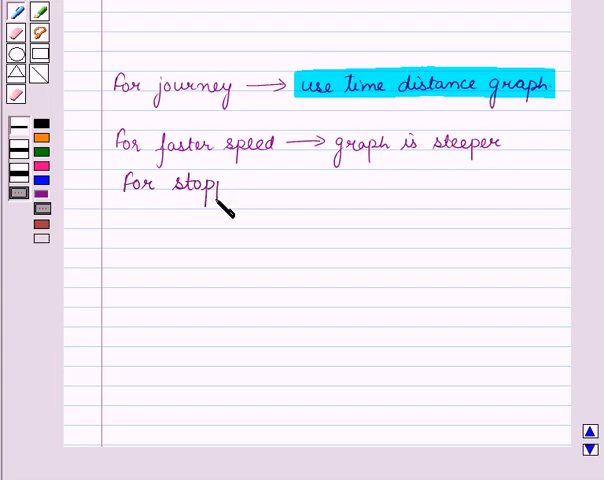 For journey → use time distance graph.
For faster speed → graph is steeper
For stop